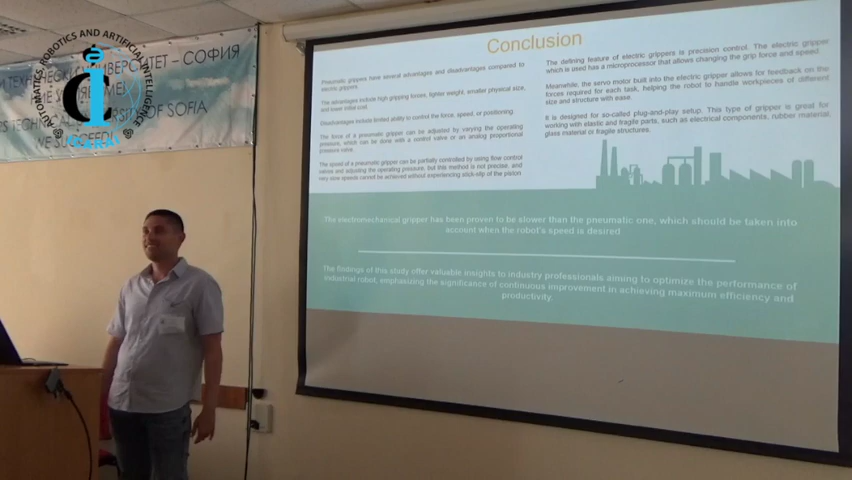 ТЕХНИЧЕСКИ УНИВЕРСИТЕТ – СОФИЯ
TECHNICAL UNIVERSITY OF SOFIA
WE SUCCEED
AUTOMATICS, ROBOTICS AND ARTIFICIAL INTELLIGENCE
Conclusion
Pneumatic grippers have several advantages and disadvantages compared to
electric grippers.
The advantages include high gripping forces, lighter weight, smaller physical size,
and lower initial cost.
Disadvantages include limited ability to control the force, speed, or positioning.
The force of a pneumatic gripper can be adjusted by varying the operating
pressure, which can be done with a control valve or an analog proportional
pressure valve.
The speed of a pneumatic gripper can be partially controlled by using flow control
valves and adjusting the operating pressure, but this method is not precise, and
very slow speeds cannot be achieved without experiencing stick-slip of the piston
The defining feature of electric grippers is precision control. The electric gripper
which is used has a microprocessor that allows changing the grip force and speed.
Meanwhile, the servo motor built into the electric gripper allows for feedback on the
forces required for each task, helping the robot to handle workpieces of different
size and structure with ease.
It is designed for so-called plug-and-play setup. This type of gripper is great for
working with elastic and fragile parts, such as electrical components, rubber material,
glass material or fragile structures.
The electromechanical gripper has been proven to be slower than the pneumatic one, which should be taken into
account when the robot's speed is desired
The findings of this study offer valuable insights to industry professionals aiming to optimize the performance of
industrial robot, emphasizing the significance of continuous improvement in achieving maximum efficiency and
productivity.